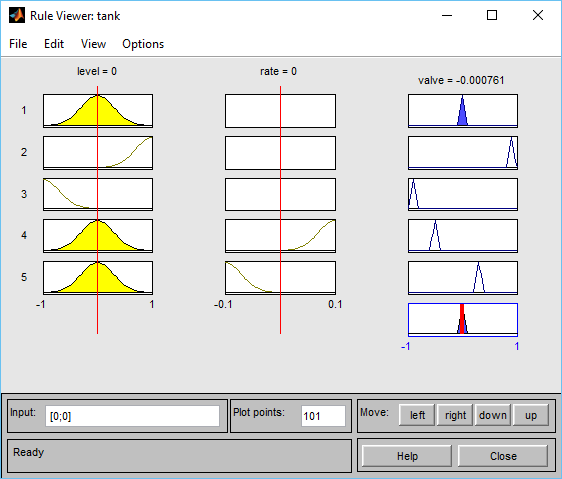 Rule Viewer: tank
File Edit View Options
level = 0 rate = 0 valve = -0.000761
1
2
3
4
5
-1 1 -0.1 0.1
-1 1
Input: [0;0] Plot points: 101 Move: left right down up
Ready Help Close